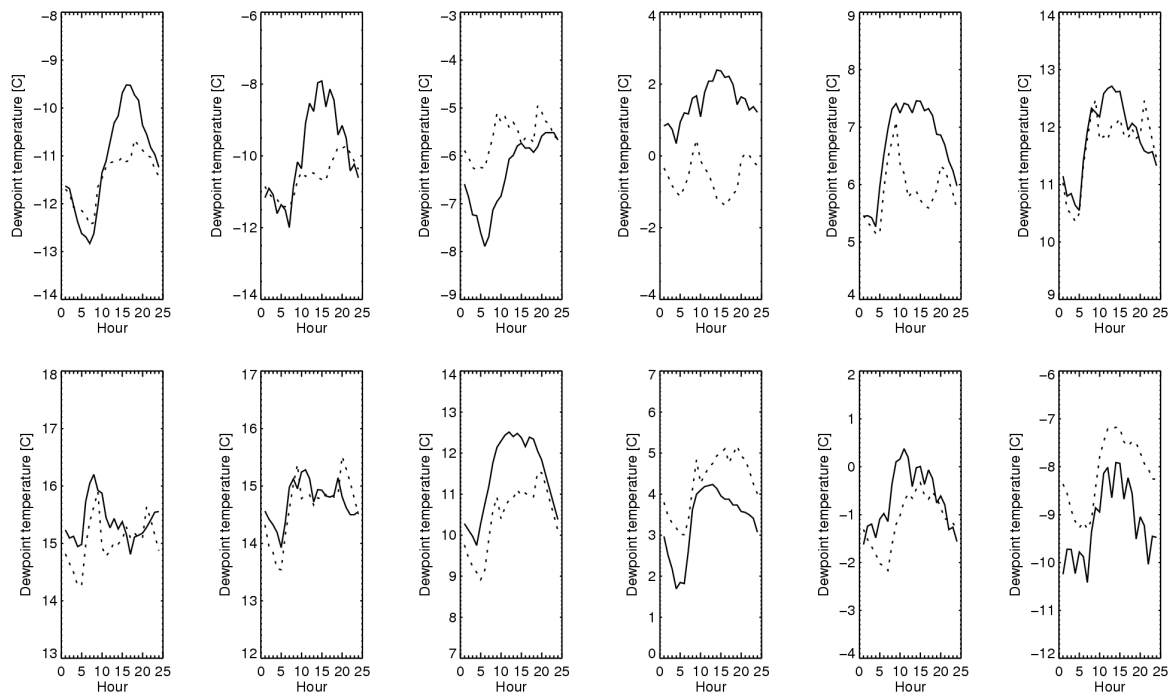 −8 −6 −3 4 9 14
−9 −4 3 8 13
−8 2
−10 −5 7 12
−11 −10 −6 0 6 11
−12 −7 −2 5 10
−12
−13 −8
−14 −14 −9 −4 4 9
Dewpoint temperature [C] Dewpoint temperature [C] Dewpoint temperature [C] Dewpoint temperature [C] Dewpoint temperature [C] Dewpoint temperature [C]
0 5 10 15 20 25 0 5 10 15 20 25 0 5 10 15 20 25 0 5 10 15 20 25 0 5 10 15 20 25 0 5 10 15 20 25
Hour Hour Hour Hour Hour Hour
18 17 14 7 2 −6
17 16 13 6 1 −7
16 15 12 5 0 −8
11 4 −1 −9
15 14 10 3 −2 −10
14 13 9 2 −3 −11
8 1
13 12 7 0 −4 −12
Dewpoint temperature [C] Dewpoint temperature [C] Dewpoint temperature [C] Dewpoint temperature [C] Dewpoint temperature [C] Dewpoint temperature [C]
0 5 10 15 20 25 0 5 10 15 20 25 0 5 10 15 20 25 0 5 10 15 20 25 0 5 10 15 20 25 0 5 10 15 20 25
Hour Hour Hour Hour Hour Hour